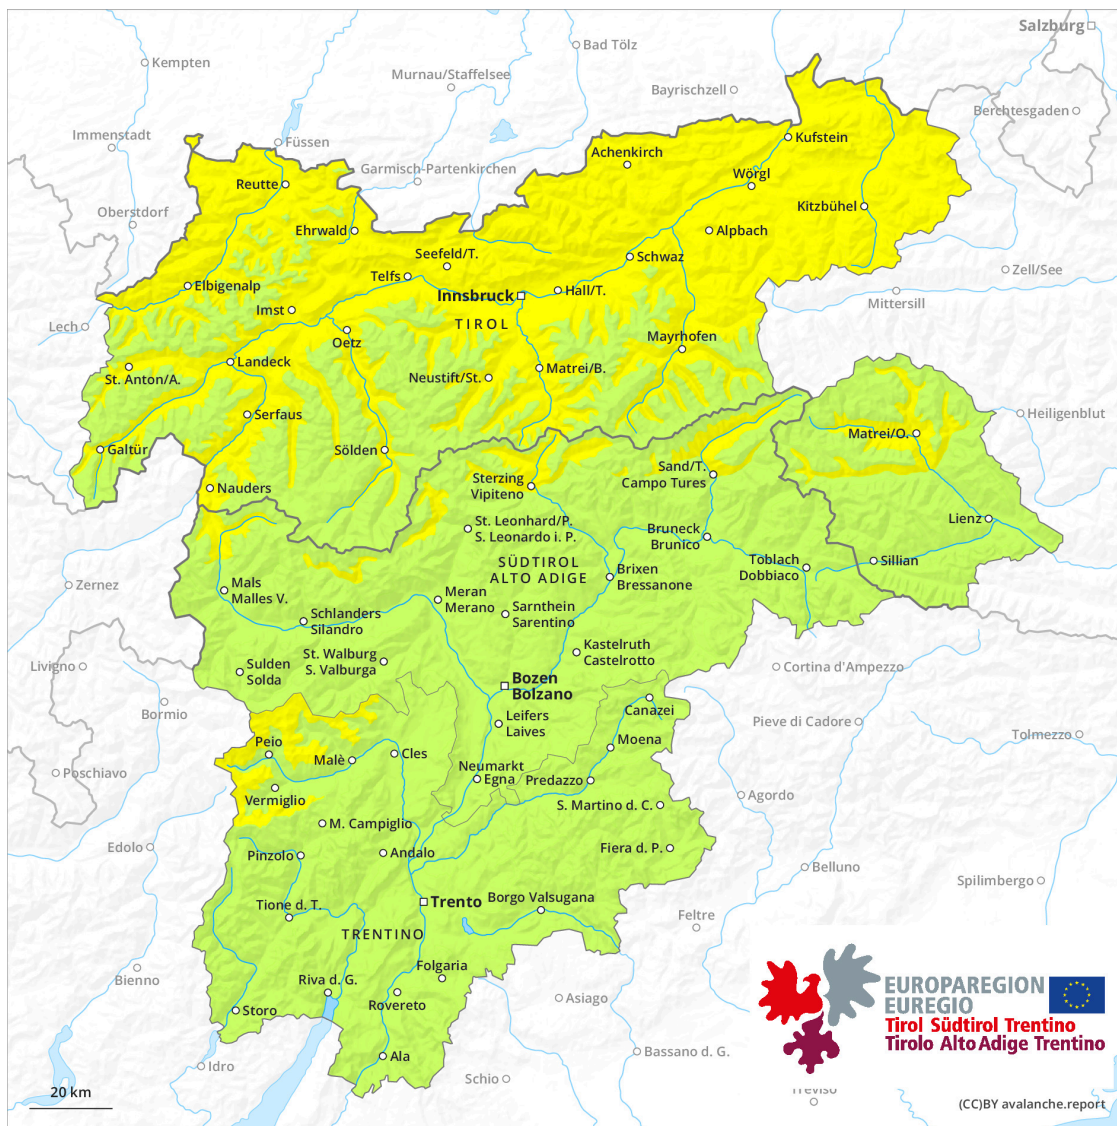 Salzburg
Bad Tölz
Kempten
Murnau/Staffelsee
Bayrischzell
Berchtesgaden
Immenstadt
Füssen
Kufstein
Achenkirch
Garmisch-Partenkirchen
Wörgl
Reutte
Oberstdorf
Kitzbühel
Ehrwald
Alpbach
Seefeld/T.
Schwaz
Zell/See
Telfs
Elbigenalp
Hall/T.
Innsbruck
Mittersill
Imst
TIROL
Lech
Oetz
Mayrhofen
Landeck
Matrei/B.
St. Anton/A.
Neustift/St.
Serfaus
Heiligenblut
Matrei/O.
Galtür
Sölden
Sand/T.
Campo Tures
Sterzing
Vipiteno
Nauders
St. Leonhard/P.
S. Leonardo i. P.
Lienz
Bruneck
Brunico
SÜDTIROL
ALTO ADIGE
Toblach
Dobbiaco
Sillian
Brixen
Bressanone
Zernez
Mals
Malles V.
Meran
Merano
Schlanders
Silandro
Sarnthein
Sarentino
Kastelruth
Castelrotto
St. Walburg
S. Valburga
Livigno
Sulden
Solda
Cortina d'Ampezzo
Bozen
Bolzano
Bormio
Canazei
Leifers
Laives
Pieve di Cadore
Tolmezzo
Peio
Moena
Cles
Malè
Poschiavo
Neumarkt
Egna
Predazzo
Vermiglio
Agordo
S. Martino d. C.
M. Campiglio
Edolo
Pinzolo
Andalo
Fiera d. P.
Belluno
Spilimbergo
Trento
Borgo Valsugana
Tione d. T.
Feltre
TRENTINO
Folgaria
Bienno
Riva d. G.
EUROPAREGION
EUREGIO
Tirol Südtirol Trentino
Tirolo Alto Adige Trentino
Rovereto
Asiago
Storo
Ala
Bassano d. G.
Idro
Schio
Treviso
20 km
(CC)BY avalanche.report